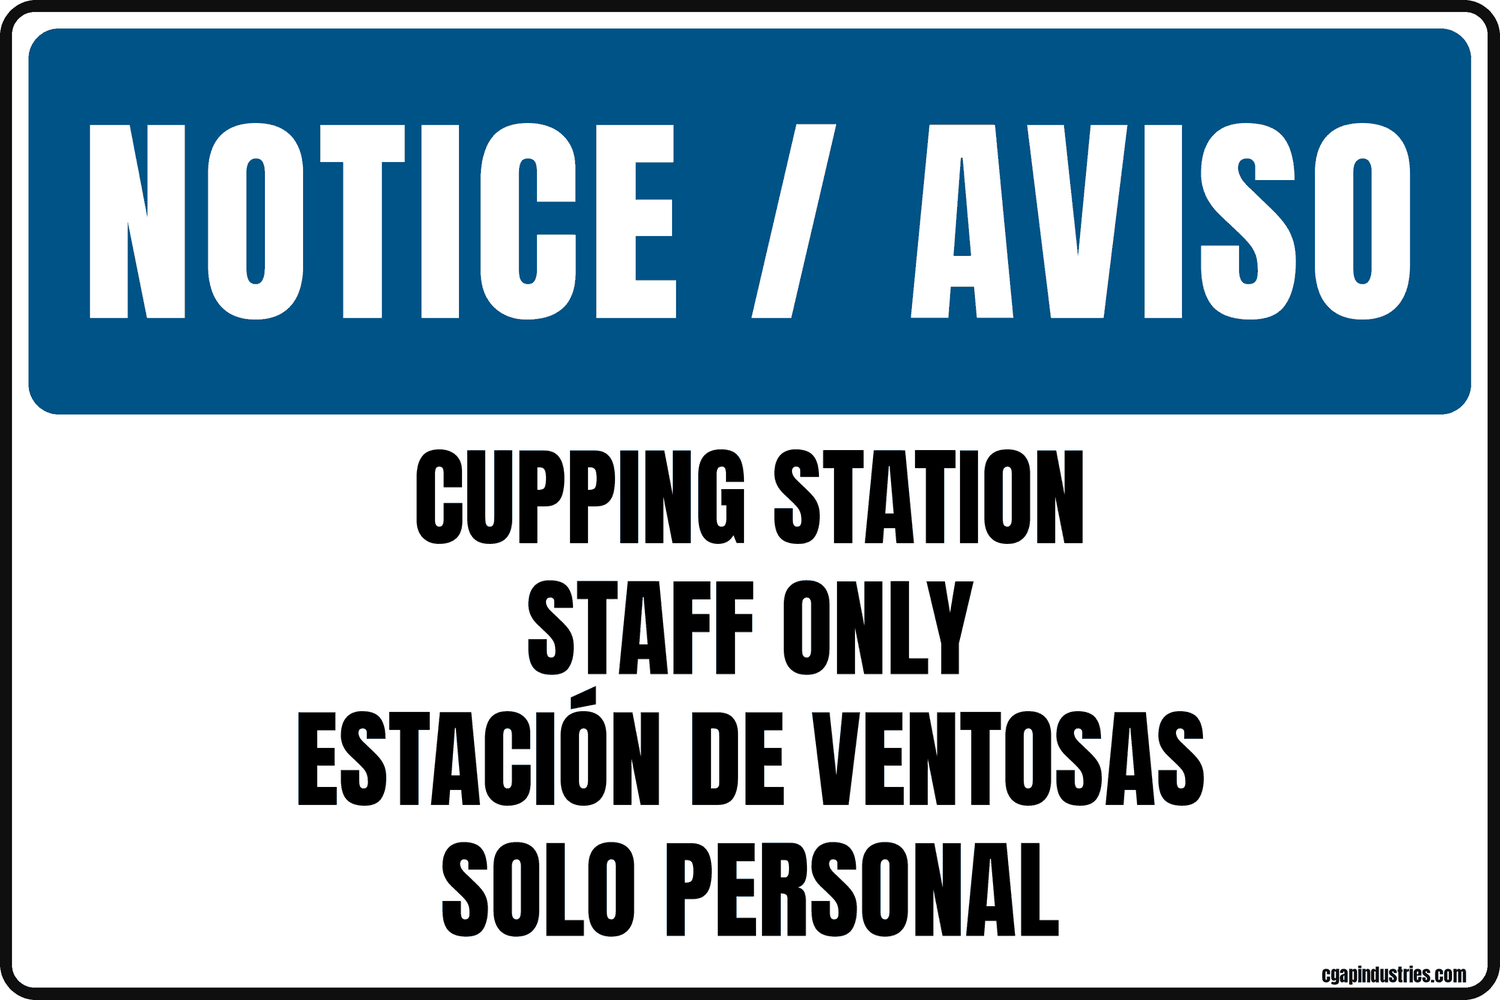 NOTICE / AVISO
CUPPING STATION
STAFF ONLY
ESTACIÓN DE VENTOSAS
SOLO PERSONAL
cgapindustries.com